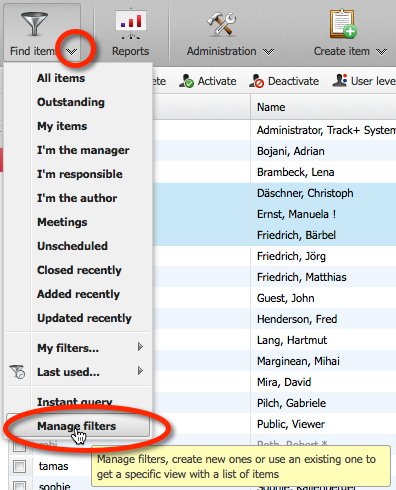 Find items
Reports
Administration
Create item
Activate
Deactivate
User leve
Name
All items
Outstanding
My items
I'm the manager
I'm responsible
I'm the author
Meetings
Unscheduled
Closed recently
Added recently
Updated recently
My filters...
Last used...
Instant query
Manage filters
Administrator, Track+ System
Bojani, Adrian
Brambeck, Lena
Däschner, Christoph
Ernst, Manuela !
Friedrich, Bärbel
Friedrich, Jörg
Friedrich, Matthias
Guest, John
Henderson, Fred
Lang, Hartmut
Marginean, Mihai
Mira, David
Pilch, Gabriele
Public, Viewer
Roth, Robert *
tamas
sophie
Manage filters, create new ones or use an existing one to
get a specific view with a list of items